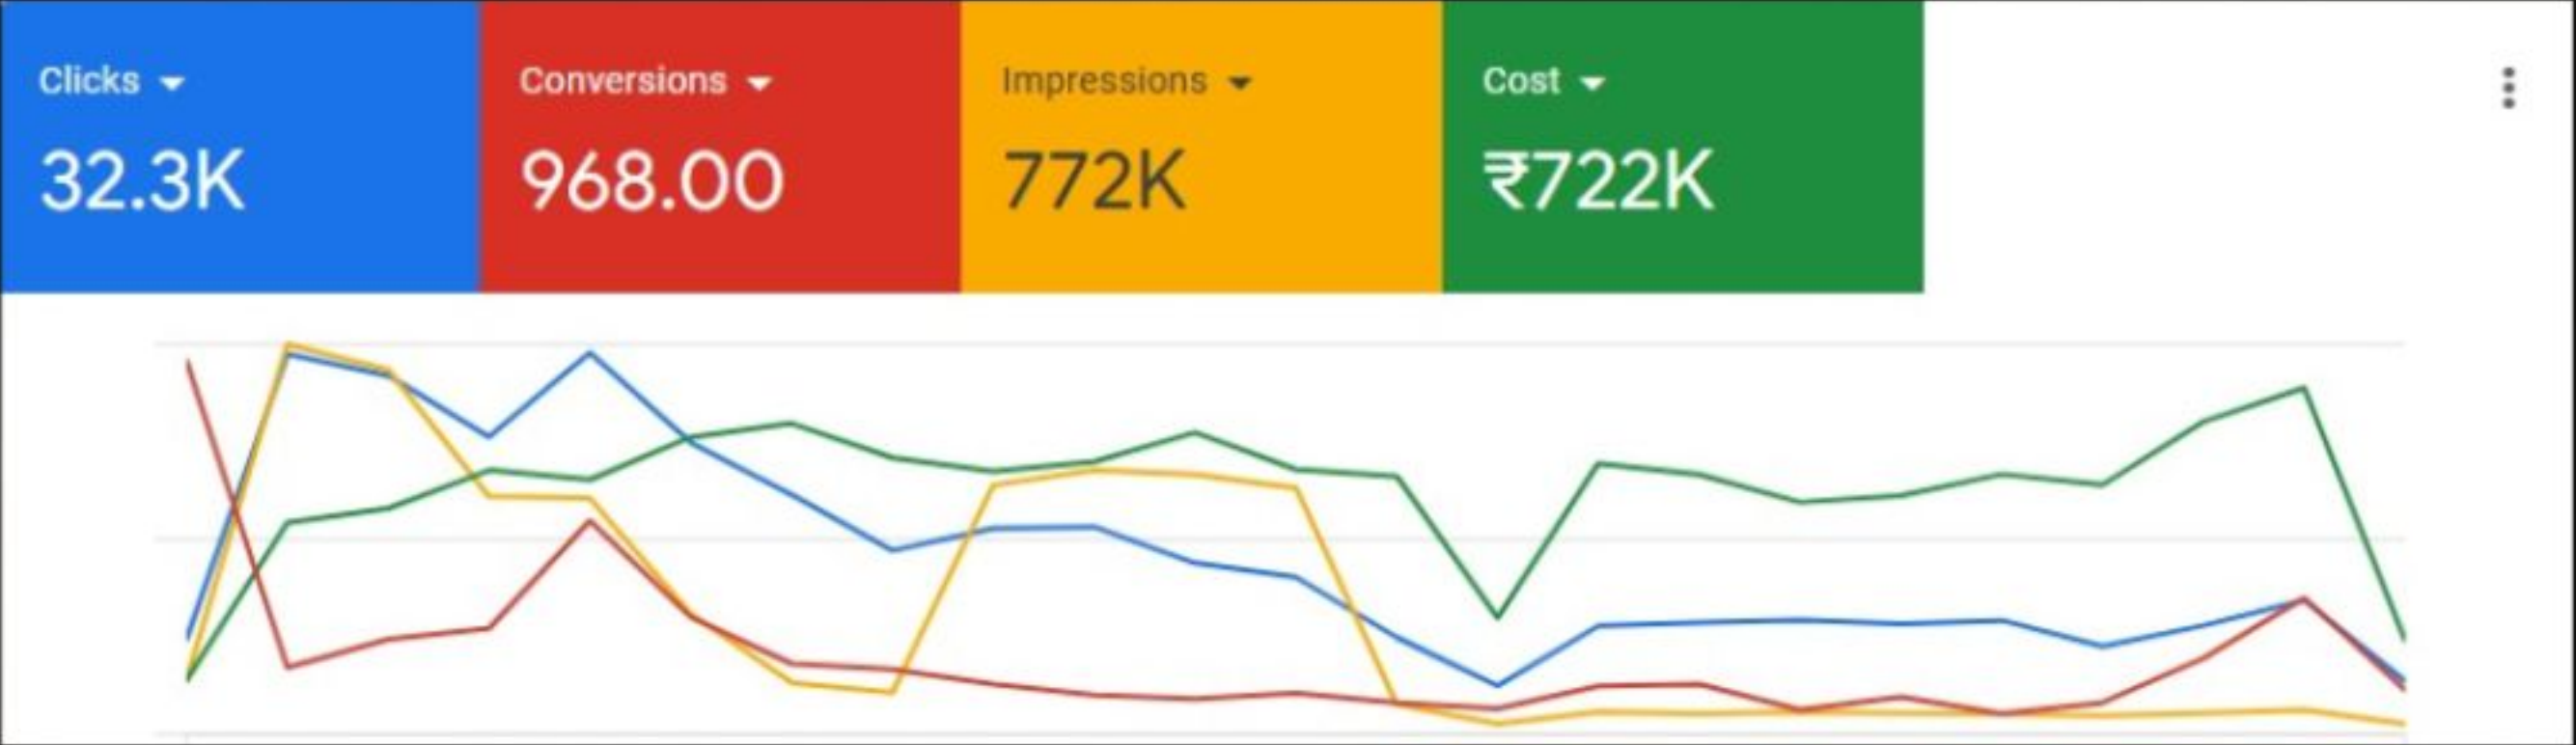 Clicks
32.3K
Conversions
968.00
Impressions
772K
Cost
₹722K